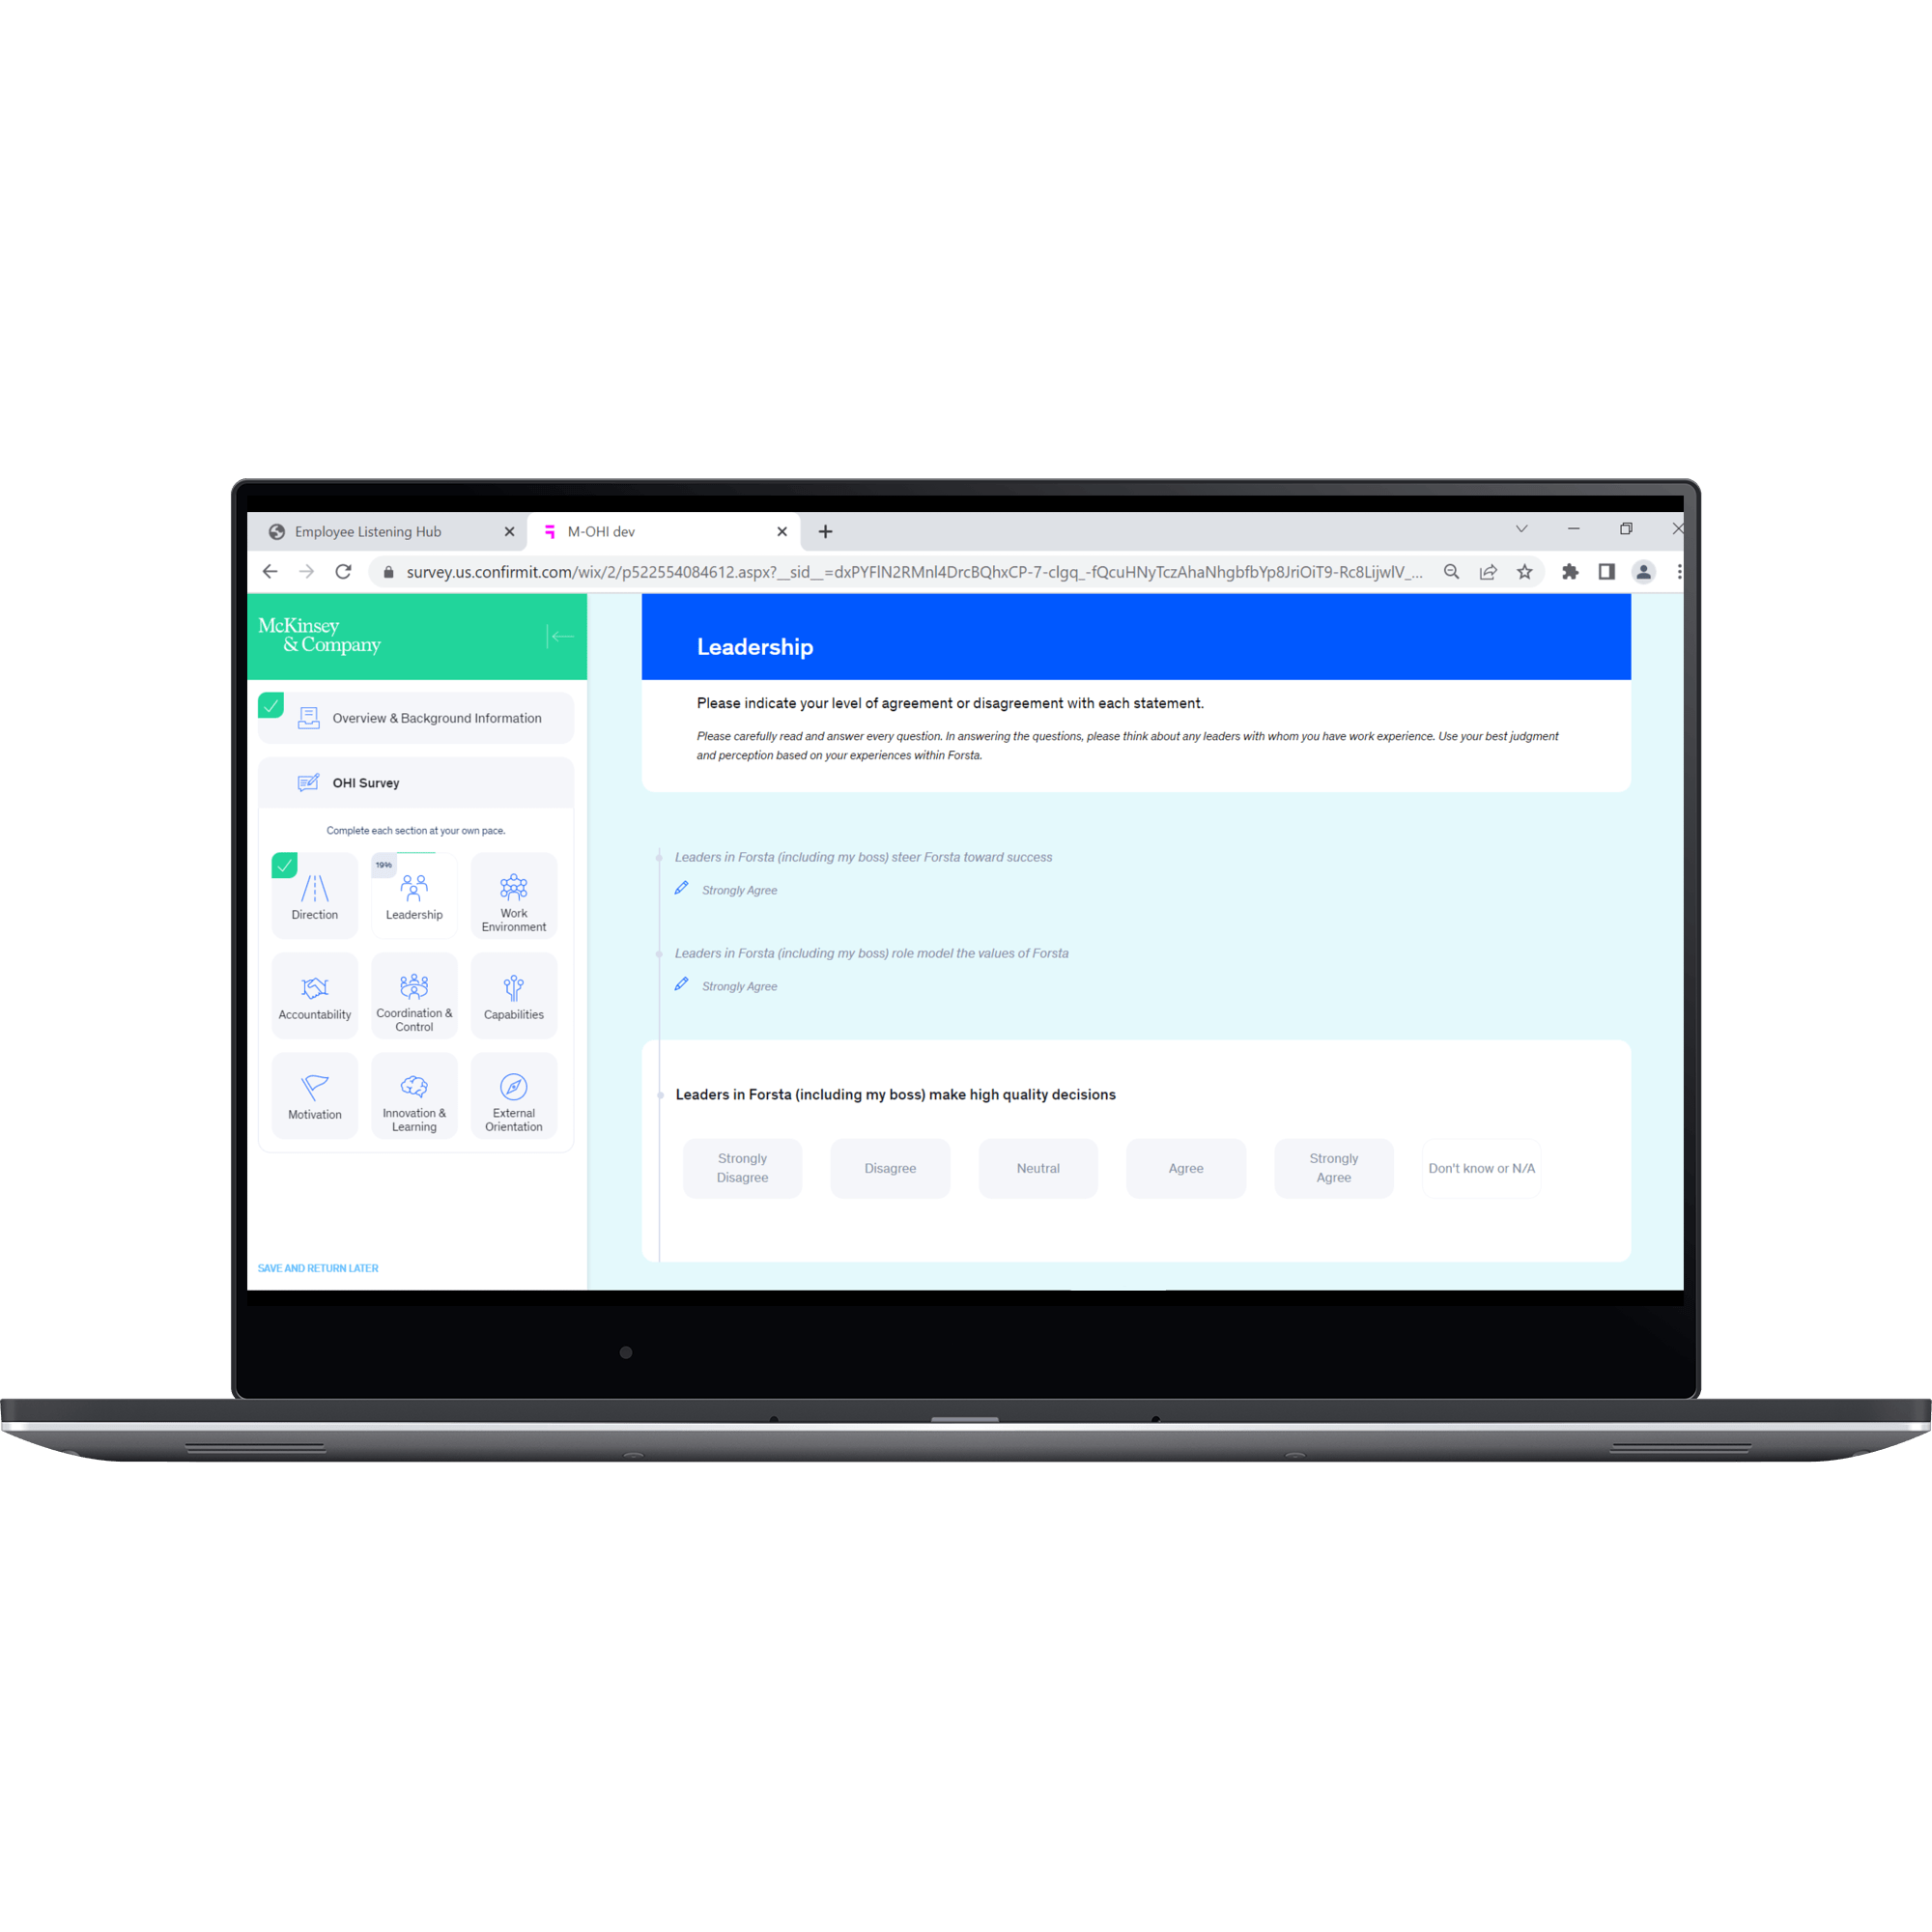 Employee Listening Hub
M-OHI dev
survey.us.confirmit.com/wix/2/p522554084612.aspx?__sid__=dxPYFlN2RMnl4DrcBQhxCP-7-clgq_-fQcuHNyTczAhaNhgbfbYp8JriOiT9-Rc8LijwlV_...
McKinsey
& Company
Overview & Background Information
OHI Survey
Complete each section at your own pace.
Direction
19%
Leadership
Work
Environment
Accountability
Coordination &
Control
Capabilities
Motivation
Innovation &
Learning
External
Orientation
SAVE AND RETURN LATER
Leadership
Please indicate your level of agreement or disagreement with each statement.
Please carefully read and answer every question. In answering the questions, please think about any leaders with whom you have work experience. Use your best judgment
and perception based on your experiences within Forsta.
Leaders in Forsta (including my boss) steer Forsta toward success
Strongly Agree
Leaders in Forsta (including my boss) role model the values of Forsta
Strongly Agree
Leaders in Forsta (including my boss) make high quality decisions
Strongly
Disagree
Disagree
Neutral
Agree
Strongly
Agree
Don't know or N/A